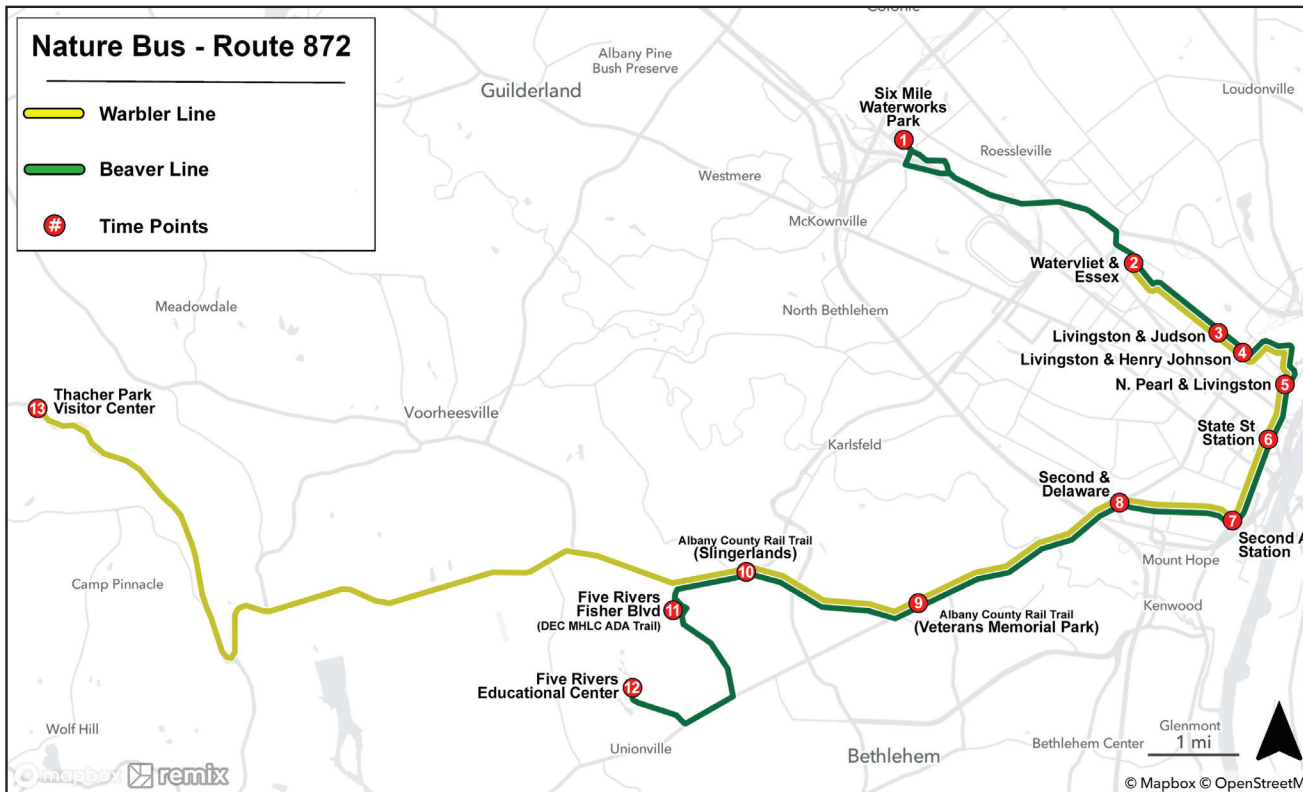 Nature Bus - Route 872
Warbler Line
Beaver Line
# Time Points
Colonie
Albany Pine
Bush Preserve
Guilderland
Loudonville
Six Mile
Waterworks
Park
1
Roessleville
Westmere
McKownville
Watervliet &
Essex
2
Meadowdale
North Bethlehem
Livingston & Judson
3
Livingston & Henry Johnson
4
N. Pearl & Livingston
5
Thacher Park
Visitor Center
13
Voorheesville
State St
Station
6
Karlsfeld
Second &
Delaware
8
7
Second A
Station
Mount Hope
Albany County Rail Trail
(Slingerlands)
10
Camp Pinnacle
Kenwood
Five Rivers
Fisher Blvd
(DEC MHLC ADA Trail)
11
9
Albany County Rail Trail
(Veterans Memorial Park)
Five Rivers
Educational Center
12
Wolf Hill
Unionville
Bethlehem
Bethlehem Center
Glenmont
1 mi
mapbox remix
© Mapbox © OpenStreetM